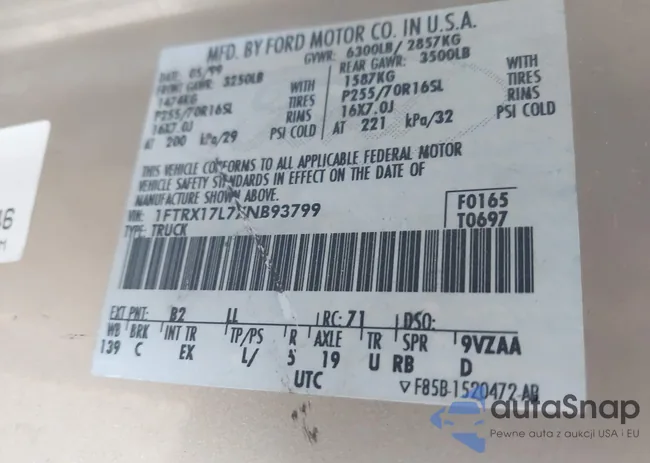 MFD. BY FORD MOTOR CO. IN U.S.A.
DATE: 05/99 GVWR: 6300LB/ 2857KG
FRONT GAWR: 3250LB REAR GAWR: 3500LB
1474KG WITH 1587KG WITH
P255/70R16SL TIRES P255/70R16SL TIRES
16X7.0J RIMS 16X7.0J RIMS
AT 200 kPa/29 PSI COLD AT 221 kPa/32 PSI COLD
THIS VEHICLE CONFORMS TO ALL APPLICABLE FEDERAL MOTOR
VEHICLE SAFETY STANDARDS IN EFFECT ON THE DATE OF
MANUFACTURE SHOWN ABOVE.
VIN: 1FTRX17L7XNB93799 F0165
TYPE: TRUCK T0697
EXT PNT: B2 LL RC: 71 DSO:
WB BRK INT TR TP/PS R AXLE TR SPR 9VZAA
139 C EX L/ 5 19 U RB D
UTC ▽ F85B-1520472-AB
46
M
autaSnap
Pewne auta z aukcji USA i EU